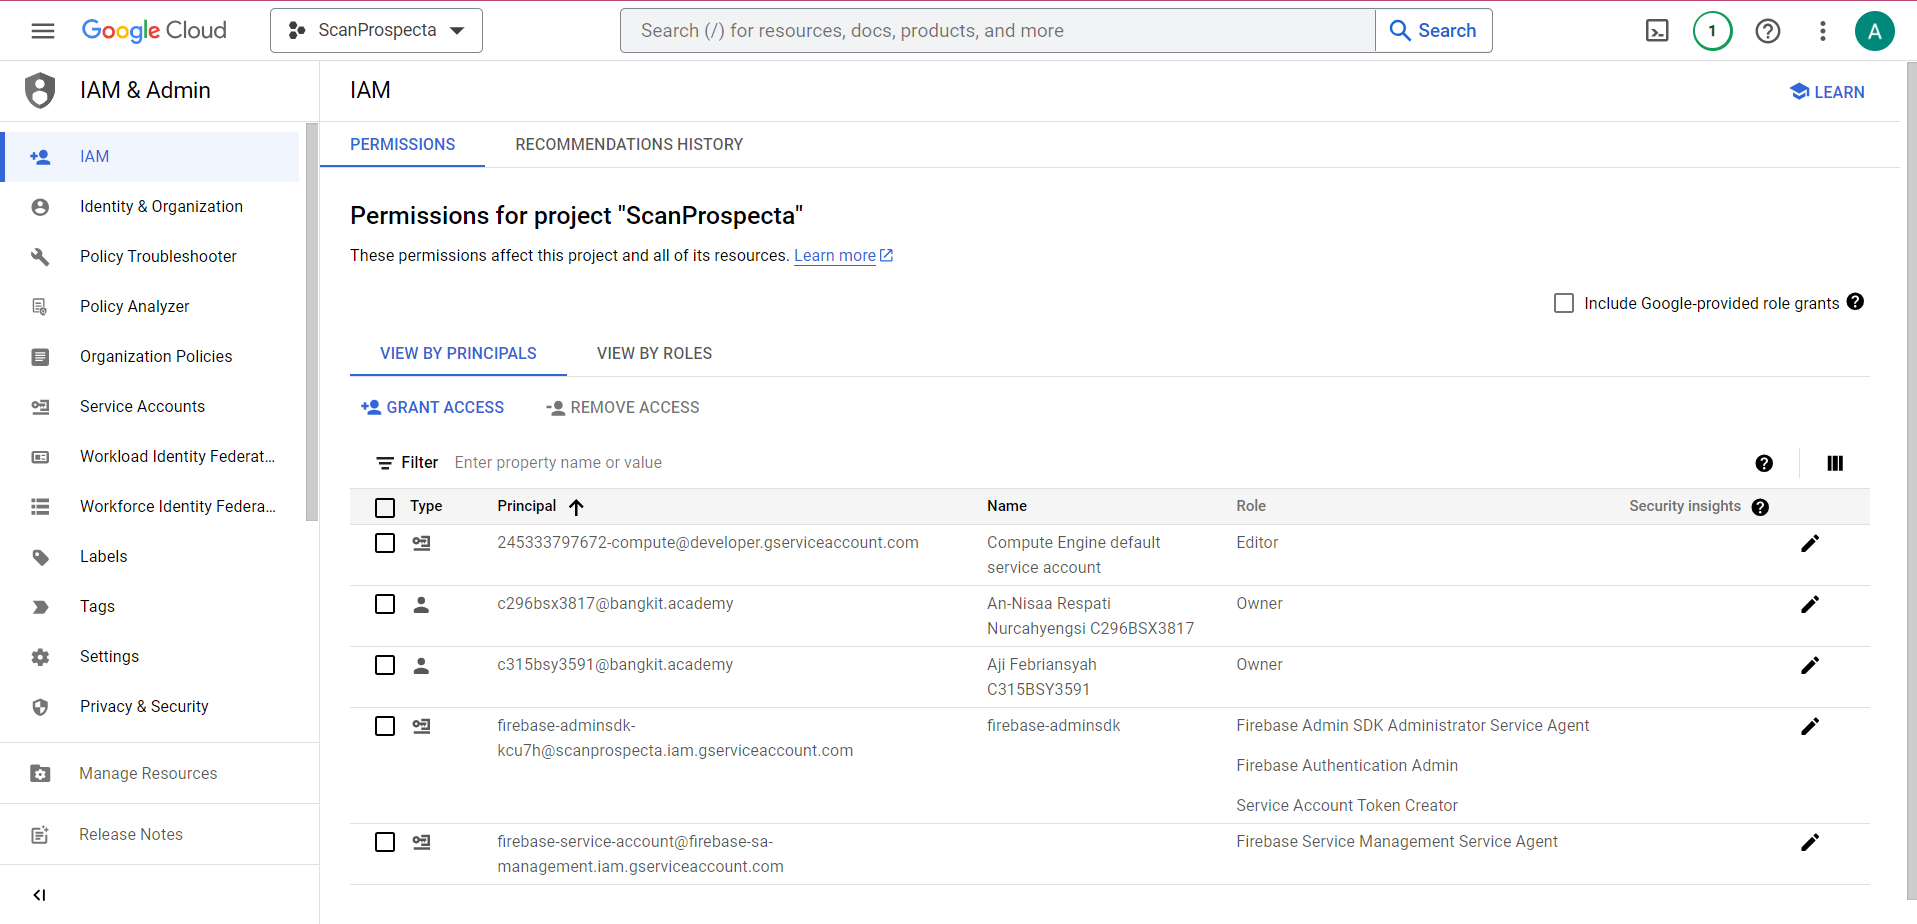 Google Cloud
ScanProspecta
Search (/) for resources, docs, products, and more
Search
1
A
IAM & Admin
IAM
LEARN
IAM
Identity & Organization
Policy Troubleshooter
Policy Analyzer
Organization Policies
Service Accounts
Workload Identity Federat...
Workforce Identity Federa...
Labels
Tags
Settings
Privacy & Security
Manage Resources
Release Notes
PERMISSIONS
RECOMMENDATIONS HISTORY
Permissions for project "ScanProspecta"
These permissions affect this project and all of its resources. Learn more
Include Google-provided role grants
VIEW BY PRINCIPALS
VIEW BY ROLES
GRANT ACCESS
REMOVE ACCESS
Filter Enter property name or value
Type Principal Name Role Security insights
245333797672-compute@developer.gserviceaccount.com
Compute Engine default
service account
Editor
c296bsx3817@bangkit.academy
An-Nisaa Respati
Nurcahyengsi C296BSX3817
Owner
c315bsy3591@bangkit.academy
Aji Febriansyah
C315BSY3591
Owner
firebase-adminsdk-
kcu7h@scanprospecta.iam.gserviceaccount.com
firebase-adminsdk
Firebase Admin SDK Administrator Service Agent
Firebase Authentication Admin
Service Account Token Creator
firebase-service-account@firebase-sa-
management.iam.gserviceaccount.com
Firebase Service Management Service Agent